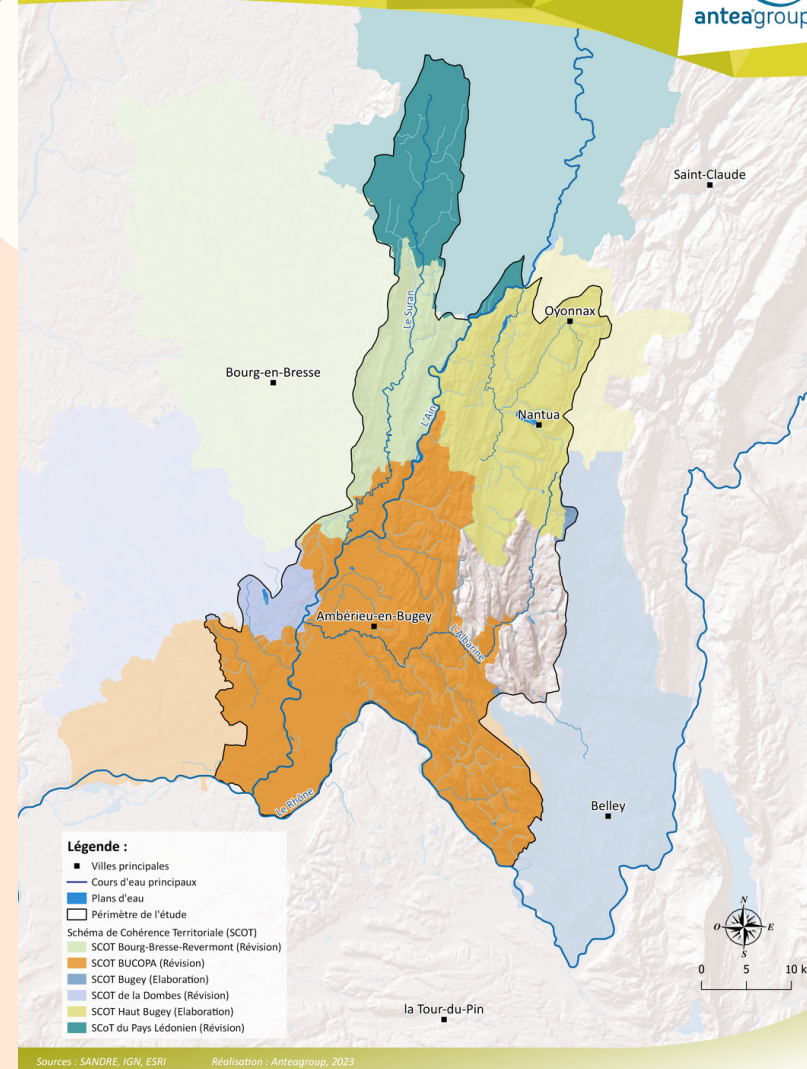 anteagroup
Saint-Claude
Oyonnax
Le Suran
Bourg-en-Bresse
L'Ain
Nantua
Ambérieu-en-Bugey
L'Albarine
Le Rhône
Belley
Légende :
Villes principales
Cours d'eau principaux
Plans d'eau
Périmètre de l'étude
Schéma de Cohérence Territoriale (SCOT)
SCOT Bourg-Bresse-Revermont (Révision)
SCOT BUCOPA (Révision)
SCOT Bugey (Elaboration)
SCOT de la Dombes (Révision)
SCOT Haut Bugey (Elaboration)
SCoT du Pays Lédonien (Révision)
N
O E
S
0 5 10 k
la Tour-du-Pin
Sources : SANDRE, IGN, ESRI Réalisation : Anteagroup, 2023